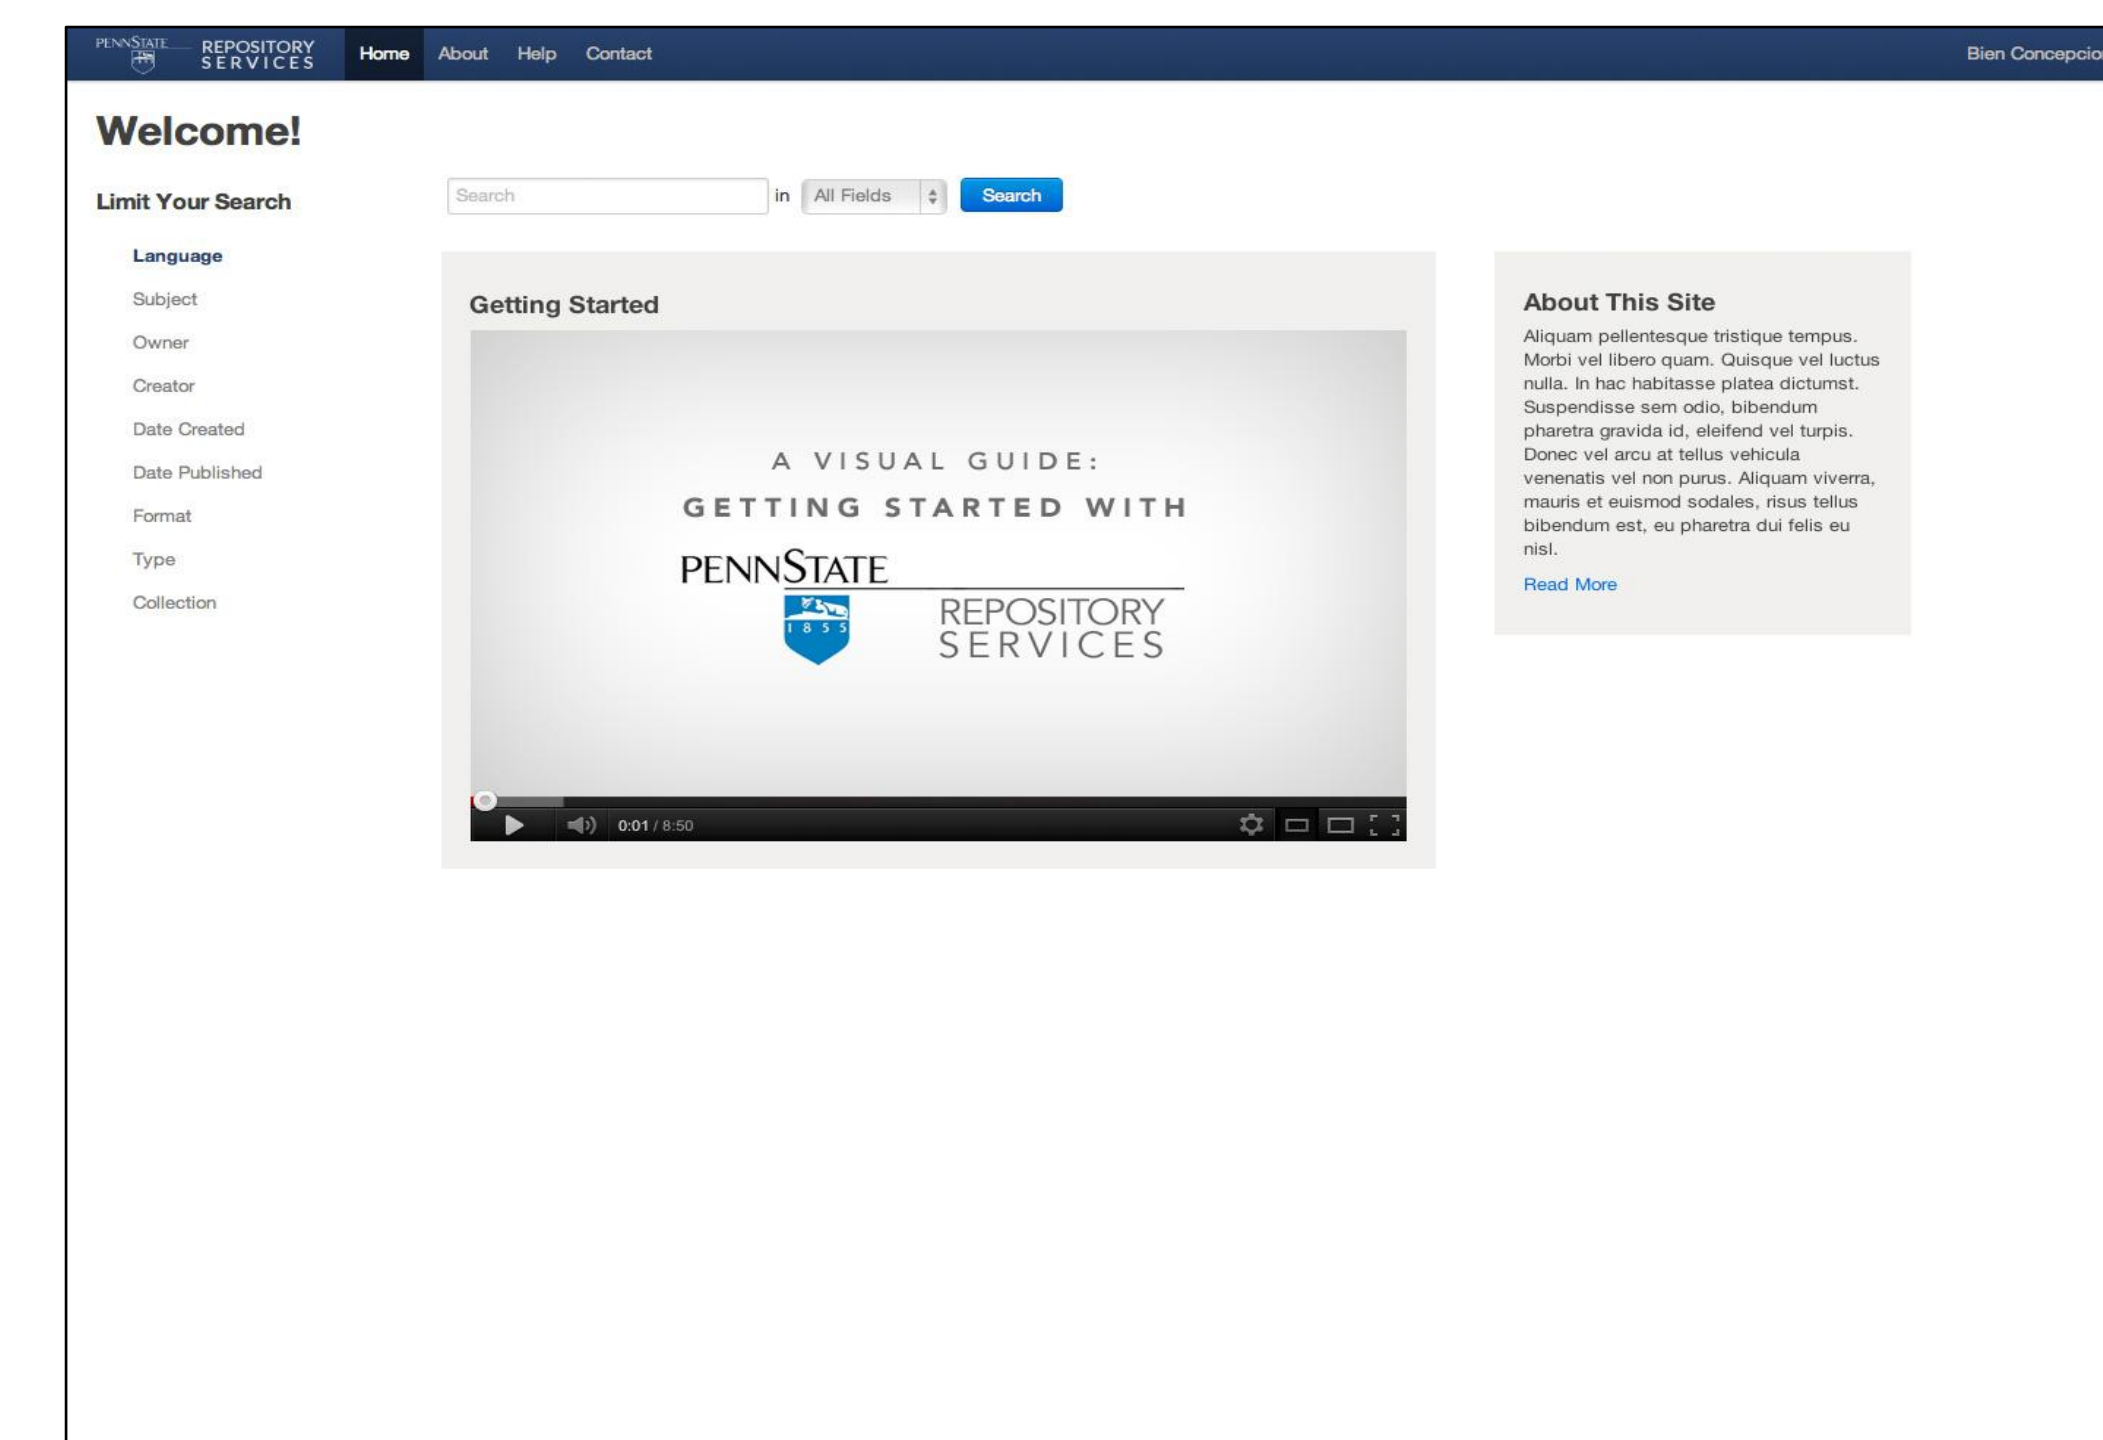 PENNSTATE
REPOSITORY
SERVICES
Home About Help Contact
Welcome!
Limit Your Search
Language
Subject
Owner
Creator
Date Created
Date Published
Format
Type
Collection
Search in All Fields Search
Getting Started
A VISUAL GUIDE:
GETTING STARTED WITH
PENNSTATE
1855
REPOSITORY
SERVICES
0:01 / 8:50
About This Site
Aliquam pellentesque tristique tempus.
Morbi vel libero quam. Quisque vel luctus
nulla. In hac habitasse platea dictumst.
Suspendisse sem odio, bibendum
pharetra gravida id, eleifend vel turpis.
Donec vel arcu at tellus vehicula
venenatis vel non purus. Aliquam viverra,
mauris et euismod sodales, risus tellus
bibendum est, eu pharetra dui felis eu
nisl.
Read More
Bien